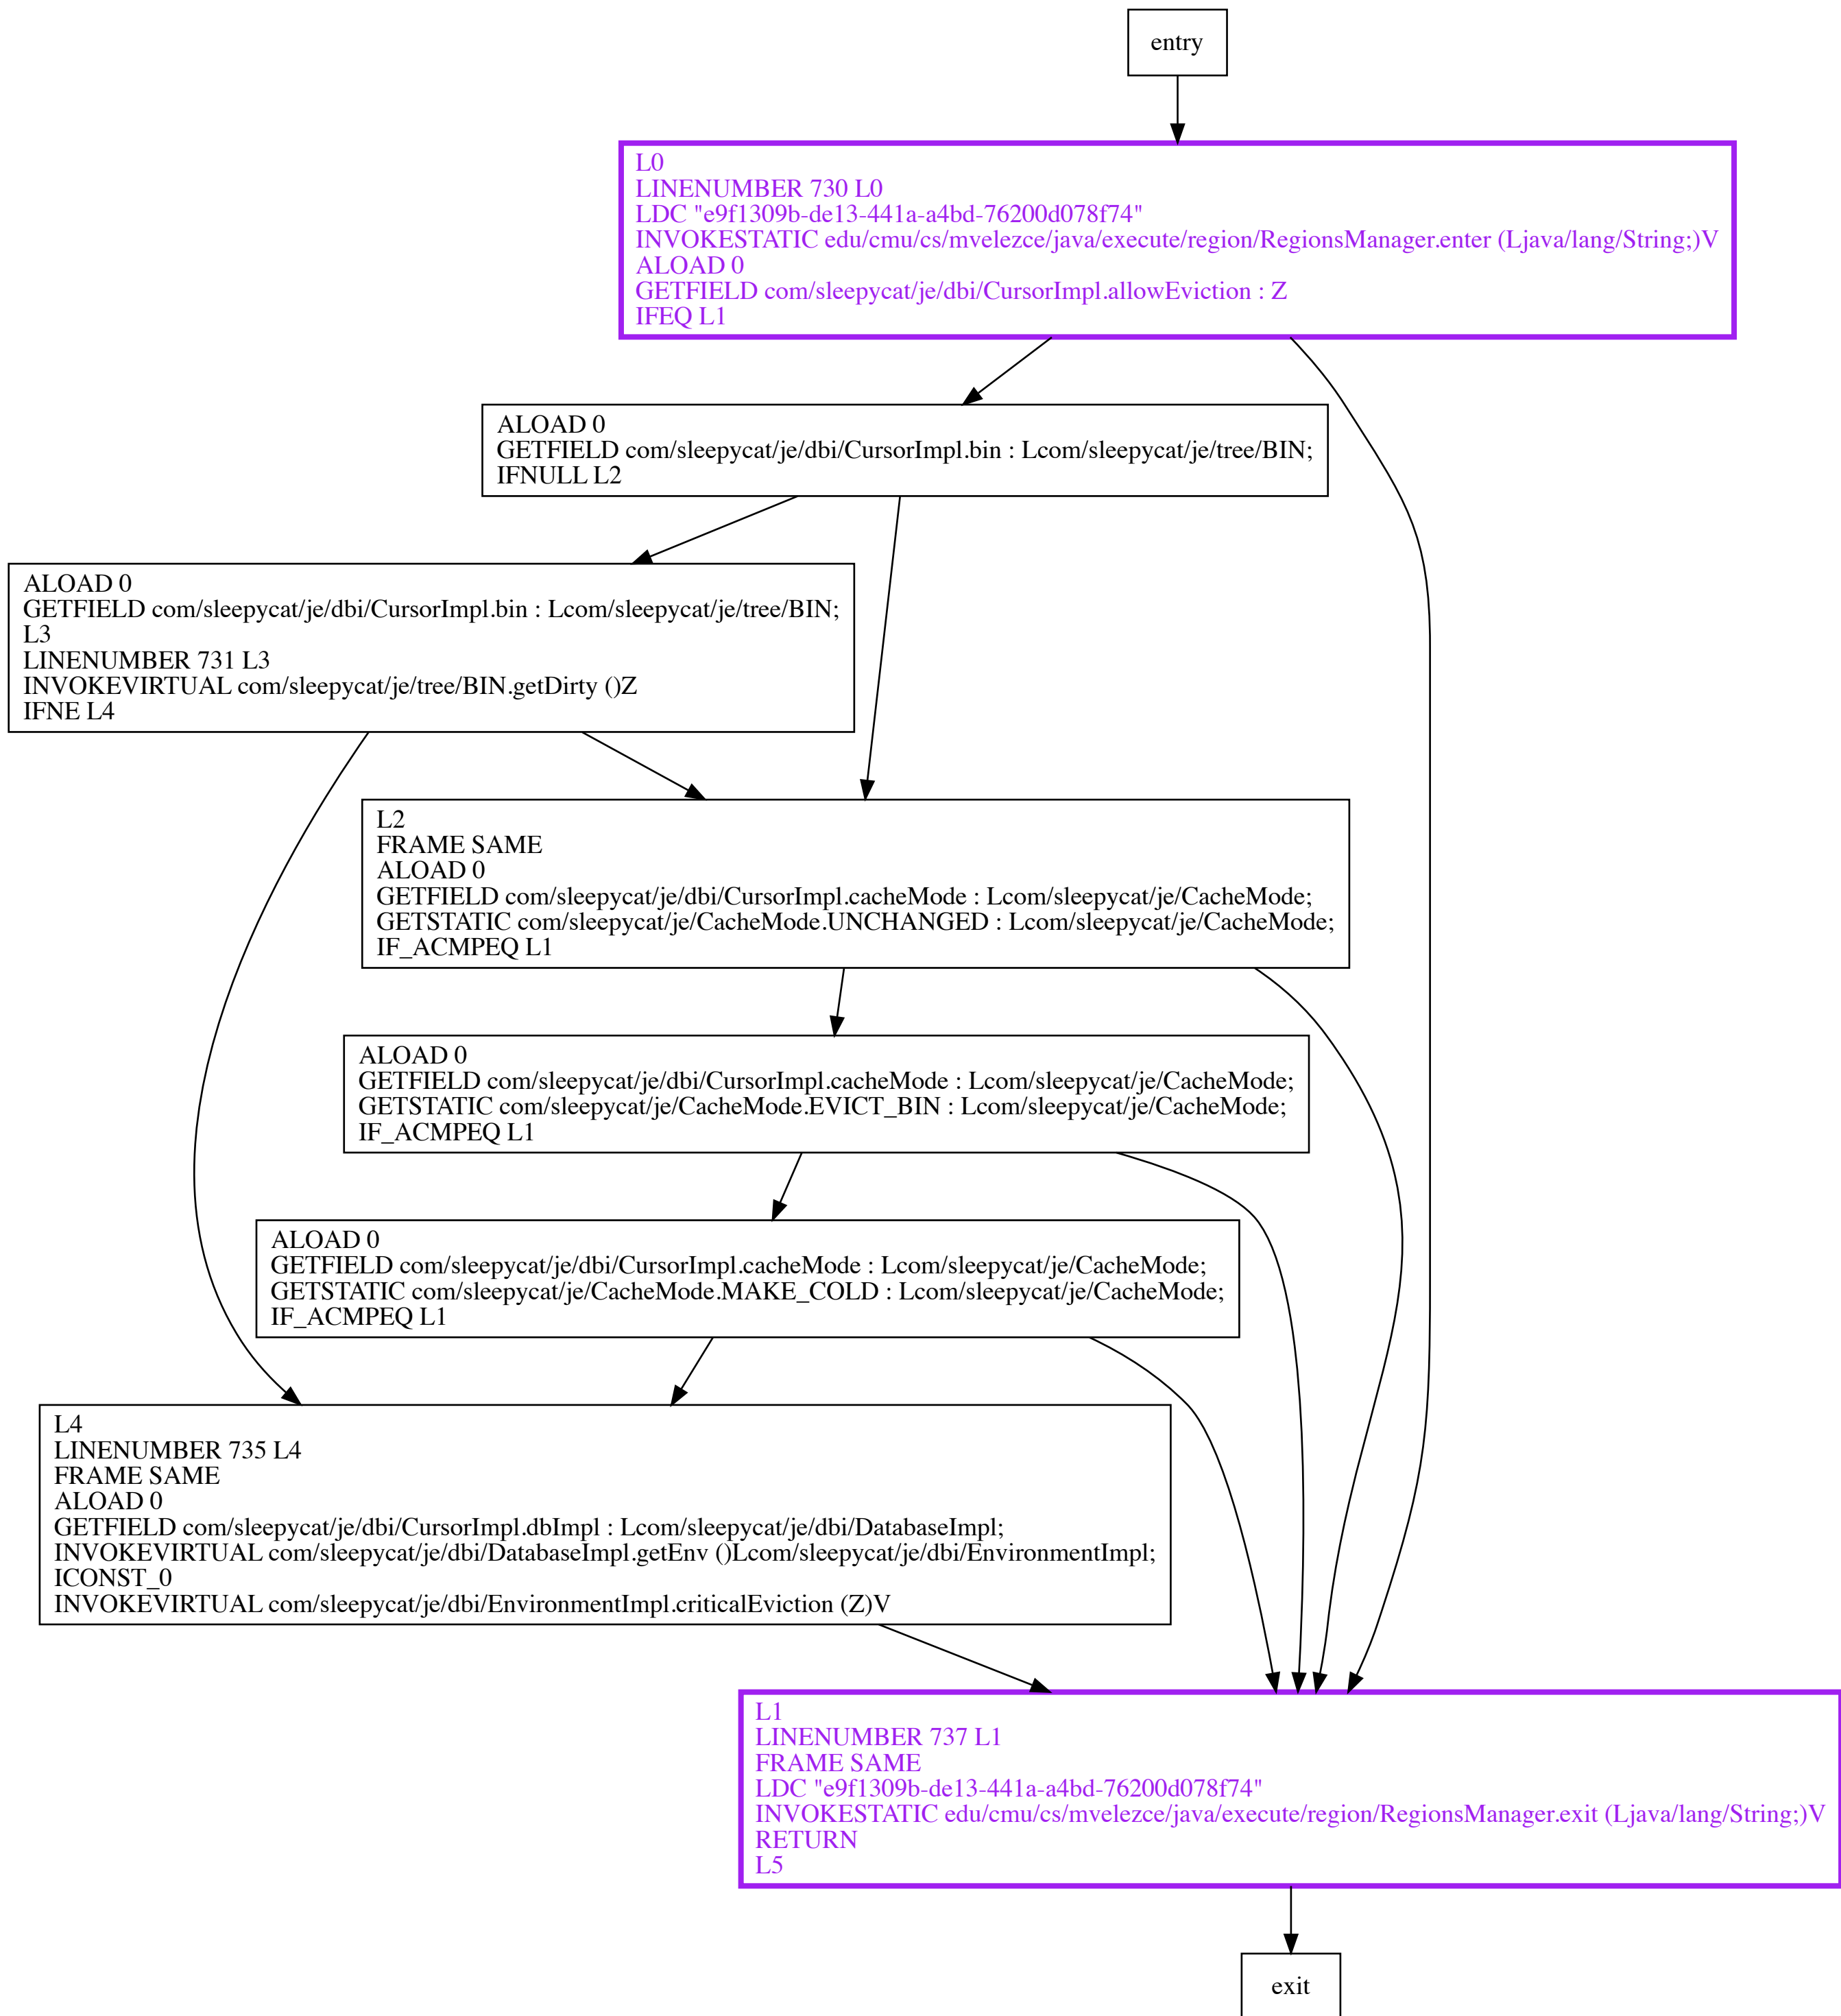 entry
L0
LINENUMBER 730 L0
LDC "e9f1309b-de13-441a-a4bd-76200d078f74"
INVOKESTATIC edu/cmu/cs/mvelezce/java/execute/region/RegionsManager.enter (Ljava/lang/String;)V
ALOAD 0
GETFIELD com/sleepycat/je/dbi/CursorImpl.allowEviction : Z
IFEQ L1
ALOAD 0
GETFIELD com/sleepycat/je/dbi/CursorImpl.bin : Lcom/sleepycat/je/tree/BIN;
IFNULL L2
ALOAD 0
GETFIELD com/sleepycat/je/dbi/CursorImpl.bin : Lcom/sleepycat/je/tree/BIN;
L3
LINENUMBER 731 L3
INVOKEVIRTUAL com/sleepycat/je/tree/BIN.getDirty ()Z
IFNE L4
L2
FRAME SAME
ALOAD 0
GETFIELD com/sleepycat/je/dbi/CursorImpl.cacheMode : Lcom/sleepycat/je/CacheMode;
GETSTATIC com/sleepycat/je/CacheMode.UNCHANGED : Lcom/sleepycat/je/CacheMode;
IF_ACMPEQ L1
ALOAD 0
GETFIELD com/sleepycat/je/dbi/CursorImpl.cacheMode : Lcom/sleepycat/je/CacheMode;
GETSTATIC com/sleepycat/je/CacheMode.EVICT_BIN : Lcom/sleepycat/je/CacheMode;
IF_ACMPEQ L1
ALOAD 0
GETFIELD com/sleepycat/je/dbi/CursorImpl.cacheMode : Lcom/sleepycat/je/CacheMode;
GETSTATIC com/sleepycat/je/CacheMode.MAKE_COLD : Lcom/sleepycat/je/CacheMode;
IF_ACMPEQ L1
L4
LINENUMBER 735 L4
FRAME SAME
ALOAD 0
GETFIELD com/sleepycat/je/dbi/CursorImpl.dbImpl : Lcom/sleepycat/je/dbi/DatabaseImpl;
INVOKEVIRTUAL com/sleepycat/je/dbi/DatabaseImpl.getEnv ()Lcom/sleepycat/je/dbi/EnvironmentImpl;
ICONST_0
INVOKEVIRTUAL com/sleepycat/je/dbi/EnvironmentImpl.criticalEviction (Z)V
L1
LINENUMBER 737 L1
FRAME SAME
LDC "e9f1309b-de13-441a-a4bd-76200d078f74"
INVOKESTATIC edu/cmu/cs/mvelezce/java/execute/region/RegionsManager.exit (Ljava/lang/String;)V
RETURN
L5
exit